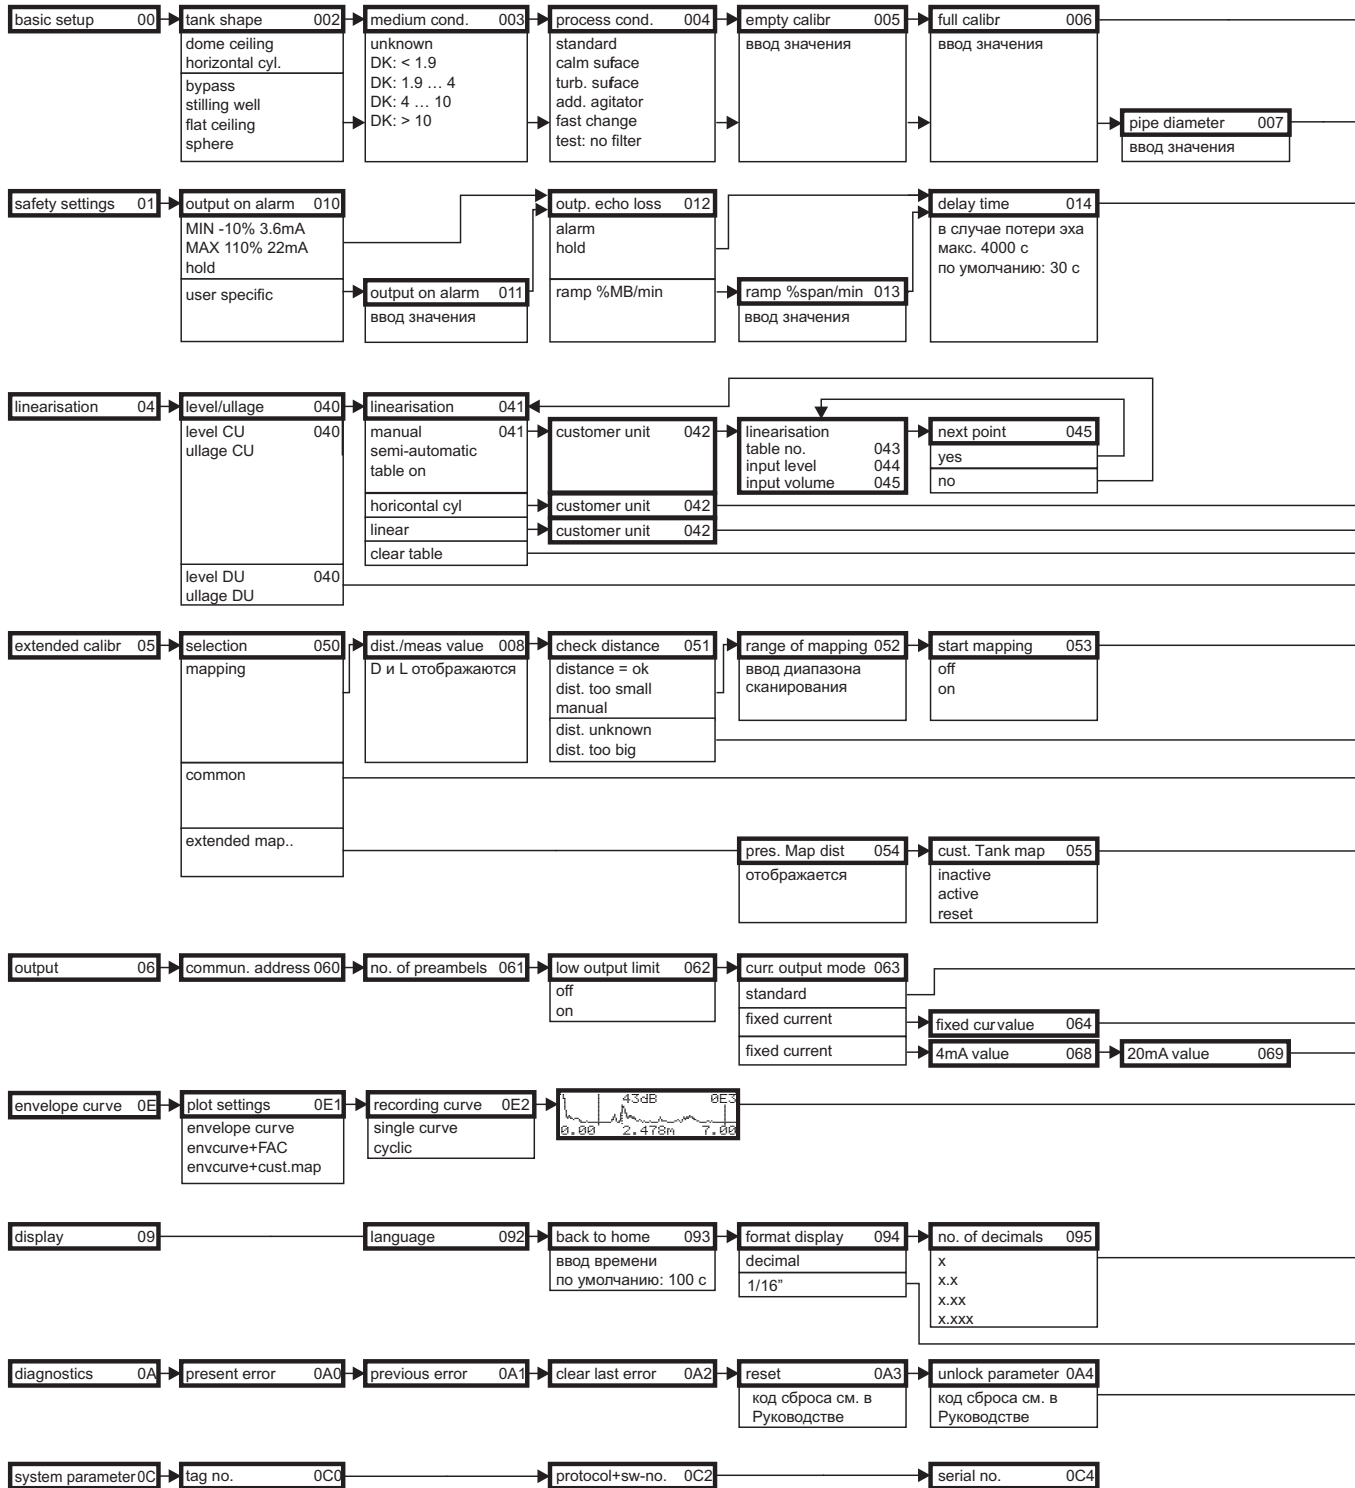 basic setup 00
tank shape 002
dome ceiling
horizontal cyl.
bypass
stilling well
flat ceiling
sphere
medium cond. 003
unknown
DK: < 1.9
DK: 1.9 … 4
DK: 4 … 10
DK: > 10
process cond. 004
standard
calm suface
turb. suface
add. agitator
fast change
test: no filter
empty calibr 005
ввод значения
full calibr 006
ввод значения
pipe diameter 007
ввод значения
safety settings 01
output on alarm 010
MIN -10% 3.6mA
MAX 110% 22mA
hold
user specific
output on alarm 011
ввод значения
outp. echo loss 012
alarm
hold
ramp %MB/min
ramp %span/min 013
ввод значения
delay time 014
в случае потери эха
макс. 4000 с
по умолчанию: 30 с
linearisation 04
level/ullage 040
level CU 040
ullage CU
level DU 040
ullage DU
linearisation 041
manual 041
semi-automatic
table on
horicontal cyl
linear
clear table
customer unit 042
customer unit 042
customer unit 042
linearisation
table no. 043
input level 044
input volume 045
next point 045
yes
no
extended calibr 05
selection 050
mapping
common
extended map..
dist./meas value 008
D и L отображаются
check distance 051
distance = ok
dist. too small
manual
dist. unknown
dist. too big
range of mapping 052
ввод диапазона
сканирования
start mapping 053
off
on
pres. Map dist 054
отображается
cust. Tank map 055
inactive
active
reset
output 06
commun. address 060
no. of preambels 061
low output limit 062
off
on
curr. output mode 063
standard
fixed current
fixed current
fixed curvalue 064
4mA value 068
20mA value 069
envelope curve 0E
plot settings 0E1
envelope curve
env.curve+FAC
env.curve+cust.map
recording curve 0E2
single curve
cyclic
43dB 0E3
0.00 2.478m 7.00
display 09
language 092
back to home 093
ввод времени
по умолчанию: 100 с
format display 094
decimal
1/16”
no. of decimals 095
x
x.x
x.xx
x.xxx
diagnostics 0A
present error 0A0
previous error 0A1
clear last error 0A2
reset 0A3
код сброса см. в
Руководстве
unlock parameter 0A4
код сброса см. в
Руководстве
system parameter 0C
tag no. 0C0
protocol+sw-no. 0C2
serial no. 0C4